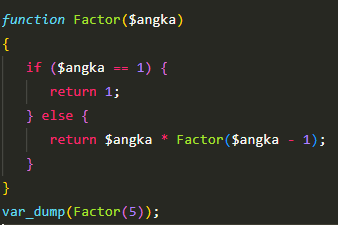 function Factor($angka)
{
    if ($angka == 1) {
        return 1;
    } else {
        return $angka * Factor($angka - 1);
    }
}
var_dump(Factor(5));